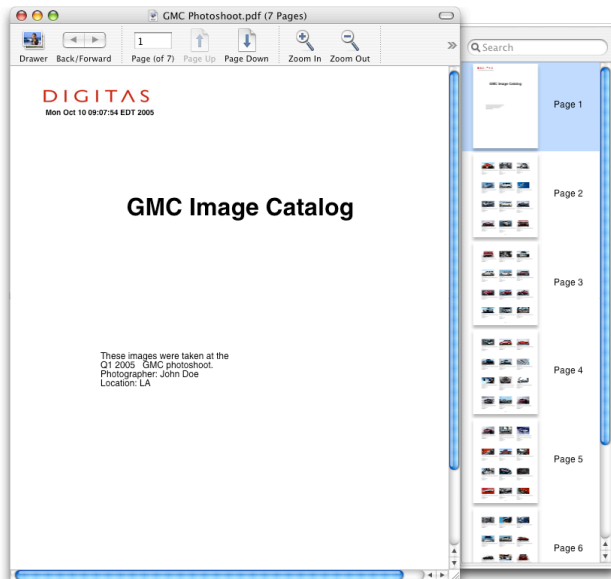 GMC Photoshoot.pdf (7 Pages)
1
Drawer Back/Forward Page (of 7) Page Up Page Down Zoom In Zoom Out
»
DIGITAS
Mon Oct 10 09:07:54 EDT 2005
GMC Image Catalog
These images were taken at the
Q1 2005 GMC photoshoot.
Photographer: John Doe
Location: LA
Search
Page 1
Page 2
Page 3
Page 4
Page 5
Page 6